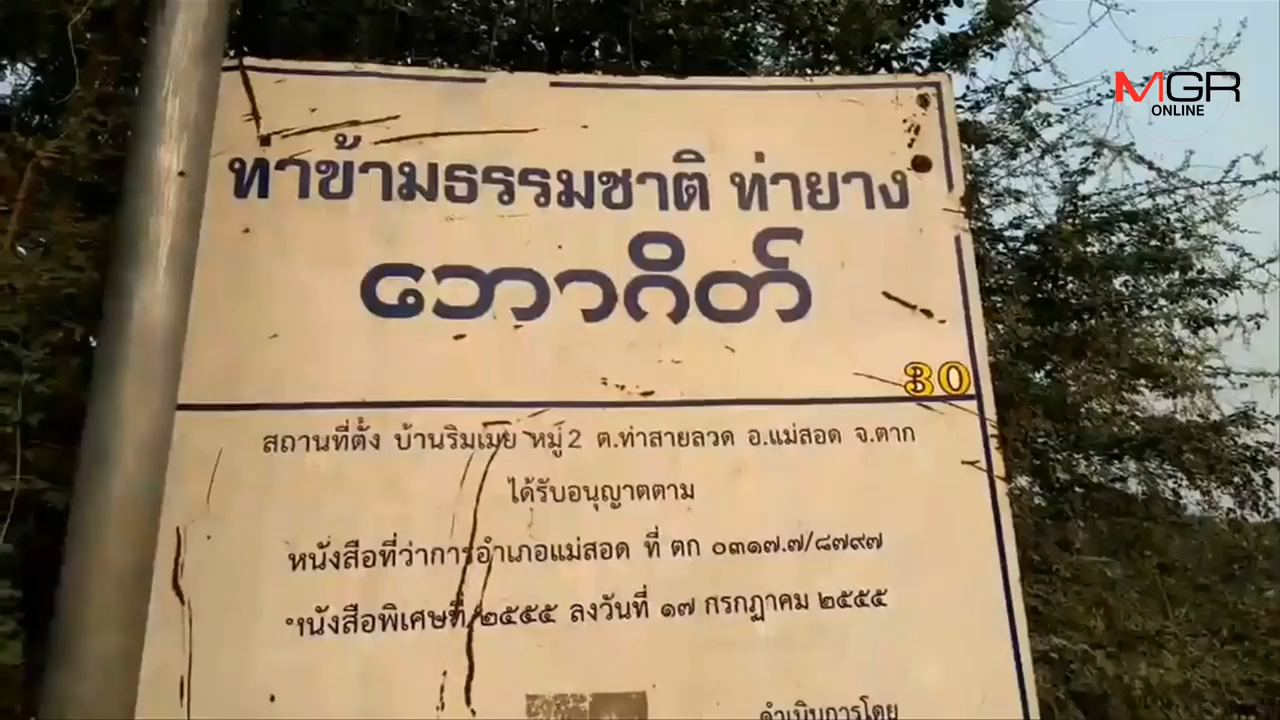 MGR
ONLINE
ท่าข้ามธรรมชาติ ท่ายาง
ဘောဂိတ်
30
สถานที่ตั้ง บ้านริมเมย หมู่ 2 ต.ท่าสายลวด อ.แม่สอด จ.ตาก
ได้รับอนุญาตตาม
หนังสือที่ว่าการอำเภอแม่สอด ที่ ตก ๐๓๑๗.๗/๘๗๙๗
หนังสือพิเศษที่/๒๕๕๕ ลงวันที่ ๑๗ กรกฏาคม ๒๕๕๕
ดำเนินการโดย